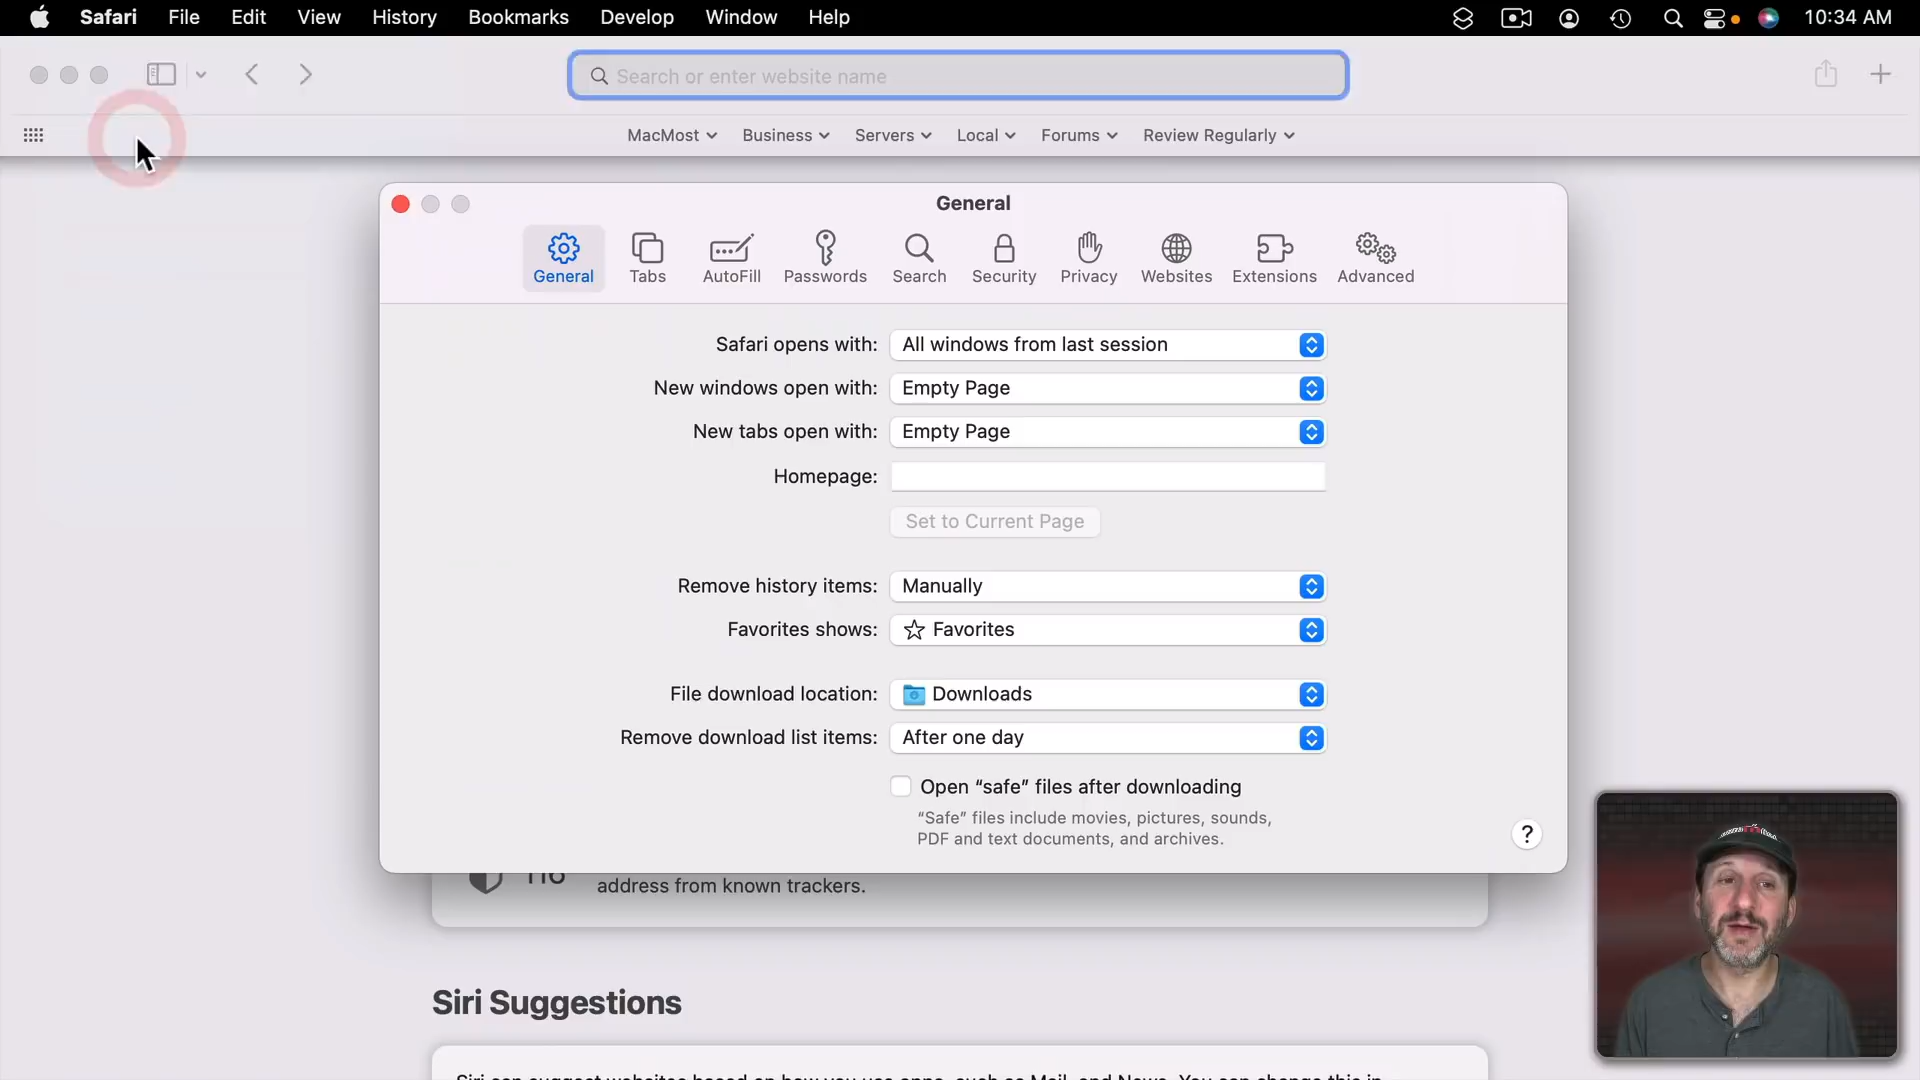 Safari File Edit View History Bookmarks Develop Window Help 10:34 AM
Search or enter website name
MacMost Business Servers Local Forums Review Regularly
General
General Tabs AutoFill Passwords Search Security Privacy Websites Extensions Advanced
Safari opens with: All windows from last session
New windows open with: Empty Page
New tabs open with: Empty Page
Homepage:
Set to Current Page
Remove history items: Manually
Favorites shows: Favorites
File download location: Downloads
Remove download list items: After one day
Open “safe” files after downloading
“Safe” files include movies, pictures, sounds,
PDF and text documents, and archives.
?
address from known trackers.
Siri Suggestions